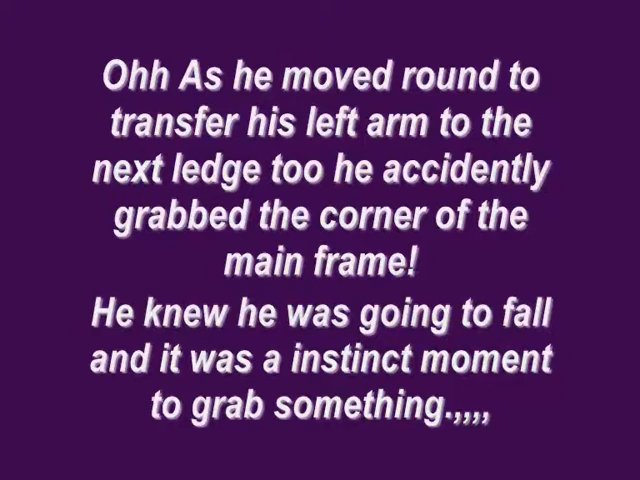 Ohh As he moved round to
transfer his left arm to the
next ledge too he accidently
grabbed the corner of the
main frame!
He knew he was going to fall
and it was a instinct moment
to grab something.,,,,